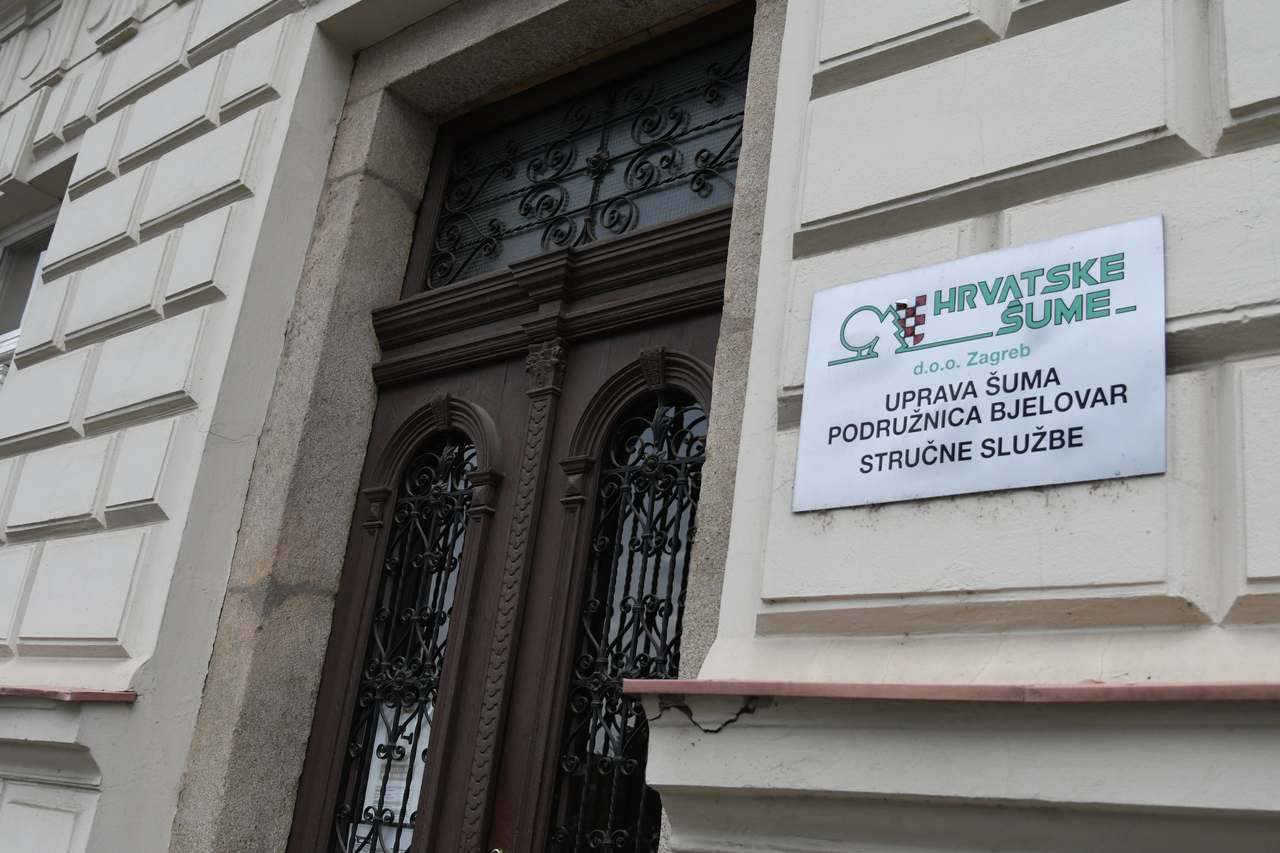 HRVATSKE
ŠUME
d.o.o. Zagreb
UPRAVA ŠUMA
PODRUŽNICA BJELOVAR
STRUČNE SLUŽBE